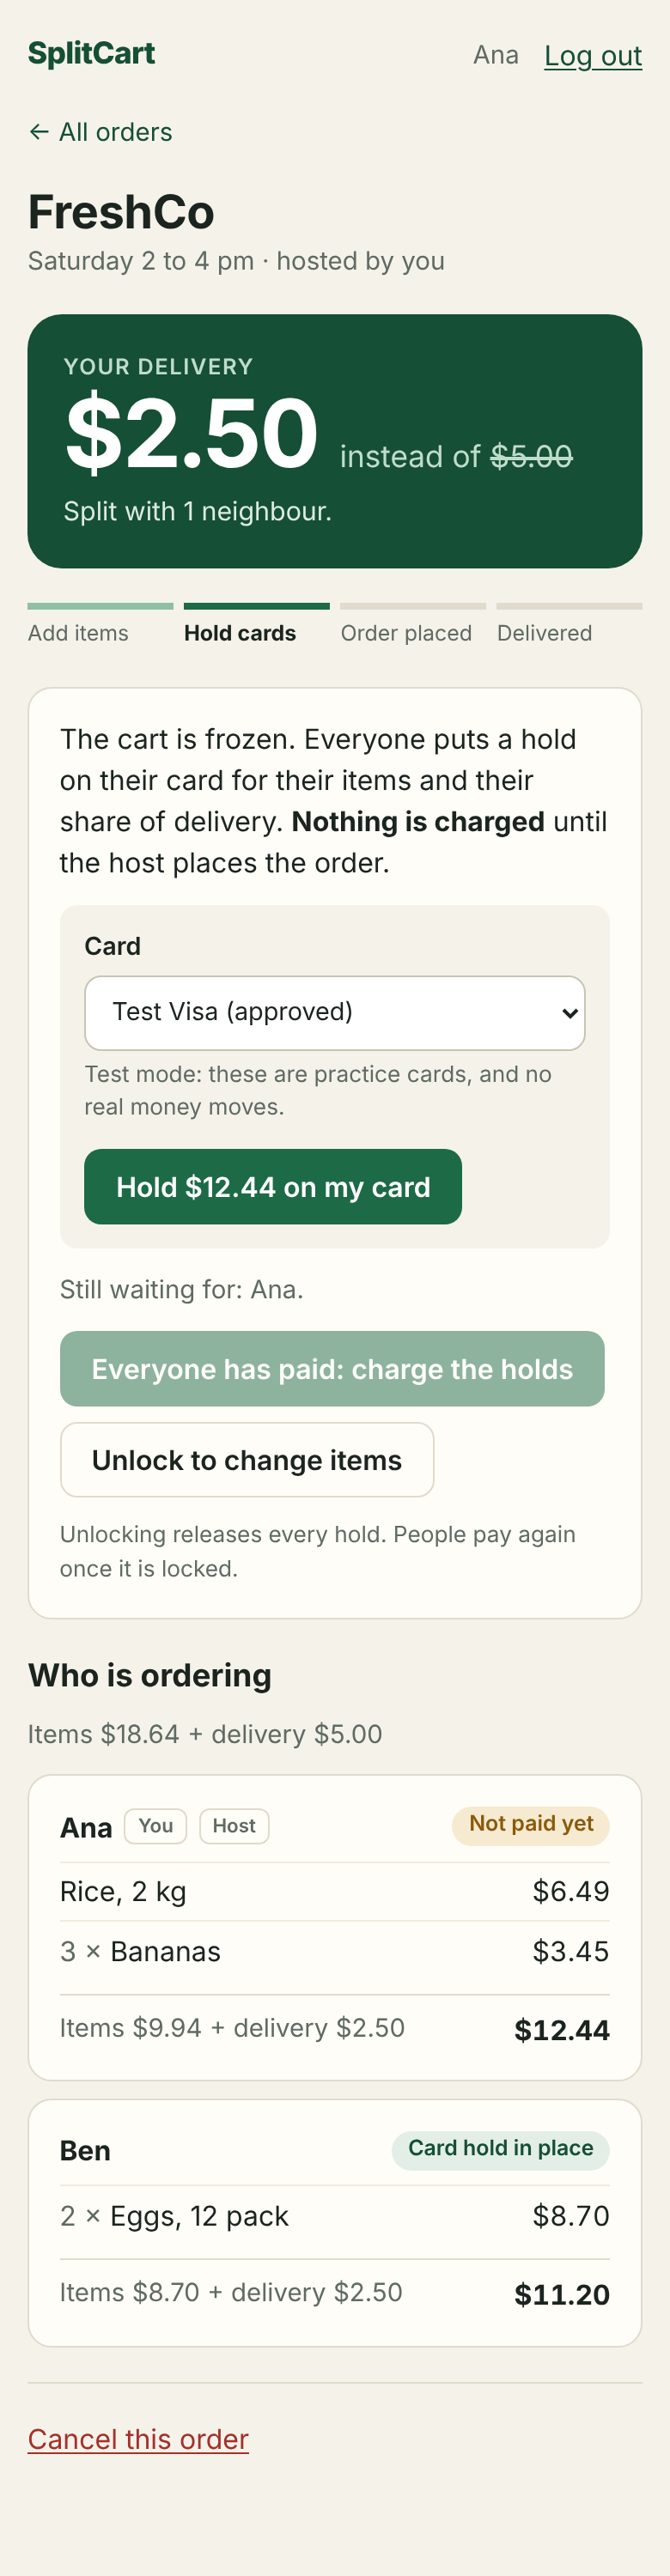 SplitCart
Ana
Log out
← All orders
FreshCo
Saturday 2 to 4 pm · hosted by you
YOUR DELIVERY
$2.50 instead of $5.00
Split with 1 neighbour.
Add items
Hold cards
Order placed
Delivered
The cart is frozen. Everyone puts a hold
on their card for their items and their
share of delivery. Nothing is charged until
the host places the order.
Card
Test Visa (approved)
Test mode: these are practice cards, and no
real money moves.
Hold $12.44 on my card
Still waiting for: Ana.
Everyone has paid: charge the holds
Unlock to change items
Unlocking releases every hold. People pay again
once it is locked.
Who is ordering
Items $18.64 + delivery $5.00
Ana You Host Not paid yet
Rice, 2 kg $6.49
3 × Bananas $3.45
Items $9.94 + delivery $2.50 $12.44
Ben Card hold in place
2 × Eggs, 12 pack $8.70
Items $8.70 + delivery $2.50 $11.20
Cancel this order